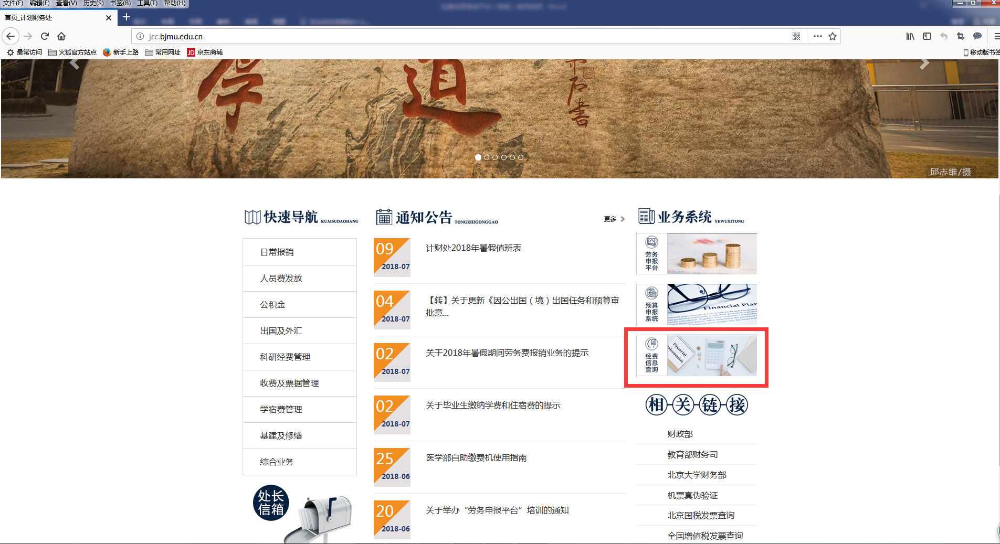 文件(F) 编辑(E) 查看(V) 历史(S) 书签(B) 工具(T) 帮助(H)
首页_计划财务处
jcc.bjmu.edu.cn
最常访问 火狐官方站点 新手上路 常用网址 JD 京东商城 移动版书签
道
石书
邱志维/摄
快速导航 KUAISUDAOHANG
日常报销
人员费发放
公积金
出国及外汇
科研经费管理
收费及票据管理
学宿费管理
基建及修缮
综合业务
处长
信箱
通知公告 TONGZHIGONGGAO
更多
09
2018-07
计财处2018年暑假值班表
04
2018-07
【转】关于更新《因公出国（境）出国任务和预算审
批意...
02
2018-07
关于2018年暑假期间劳务费报销业务的提示
02
2018-07
关于毕业生缴纳学费和住宿费的提示
25
2018-06
医学部自助缴费机使用指南
20
2018-06
关于举办“劳务申报平台”培训的通知
业务系统 YEWUXITONG
劳务
申报
平台
预算
申报
系统
Financial Plan
经费
信息
查询
Financial
Information
相关链接
财政部
教育部财务司
北京大学财务部
机票真伪验证
北京国税发票查询
全国增值税发票查询